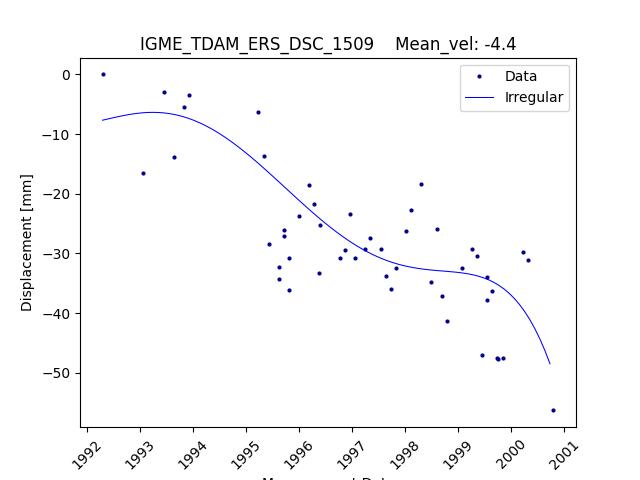 IGME_TDAM_ERS_DSC_1509    Mean_vel: -4.4
Data
Irregular
Displacement [mm]
0
−10
−20
−30
−40
−50
1992 1993 1994 1995 1996 1997 1998 1999 2000 2001